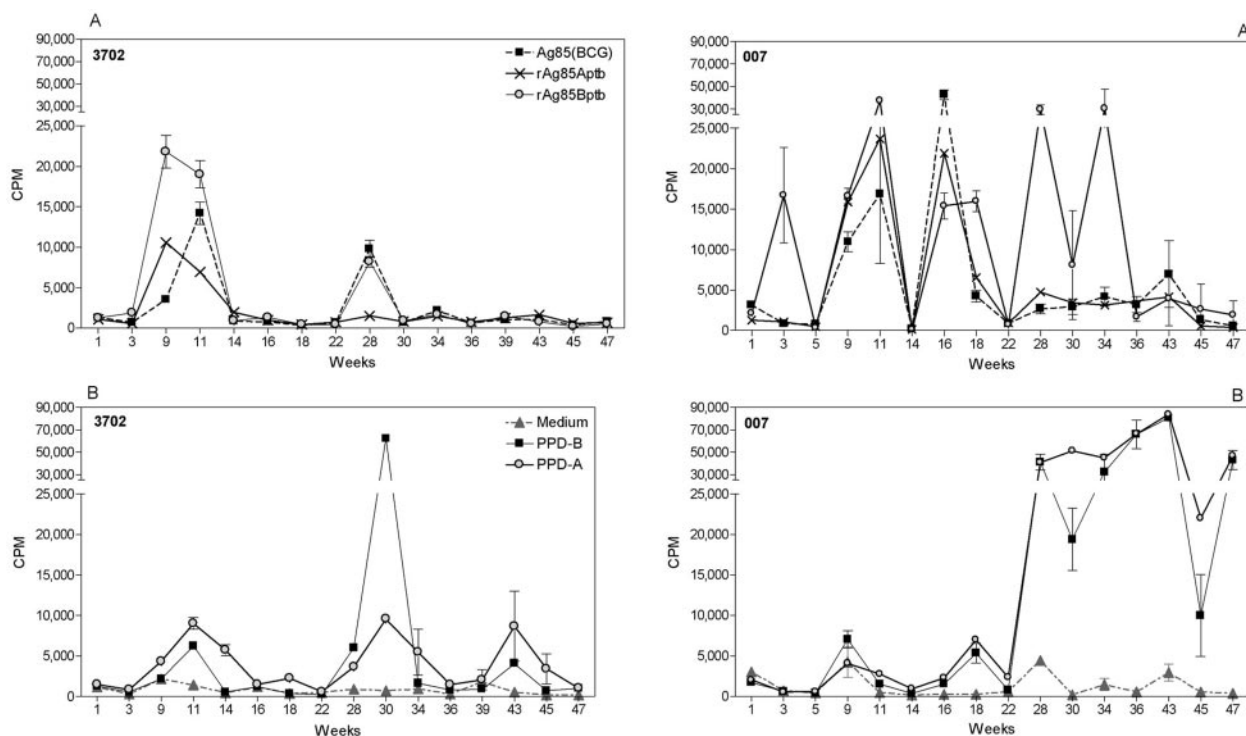 A
3702
90,000
70,000
50,000
30,000
25,000
20,000
15,000
10,000
5,000
0
CPM
Ag85(BCG)
rAg85Aptb
rAg85Bptb
1 3 9 11 14 16 18 22 28 30 34 36 39 43 45 47
Weeks
A
007
90,000
70,000
50,000
30,000
25,000
20,000
15,000
10,000
5,000
0
CPM
1 3 5 9 11 14 16 18 22 28 30 34 36 43 45 47
Weeks
B
3702
90,000
70,000
50,000
30,000
25,000
20,000
15,000
10,000
5,000
0
CPM
Medium
PPD-B
PPD-A
1 3 9 11 14 16 18 22 28 30 34 36 39 43 45 47
Weeks
B
007
90,000
70,000
50,000
30,000
25,000
20,000
15,000
10,000
5,000
0
CPM
1 3 5 9 11 14 16 18 22 28 30 34 36 43 45 47
Weeks